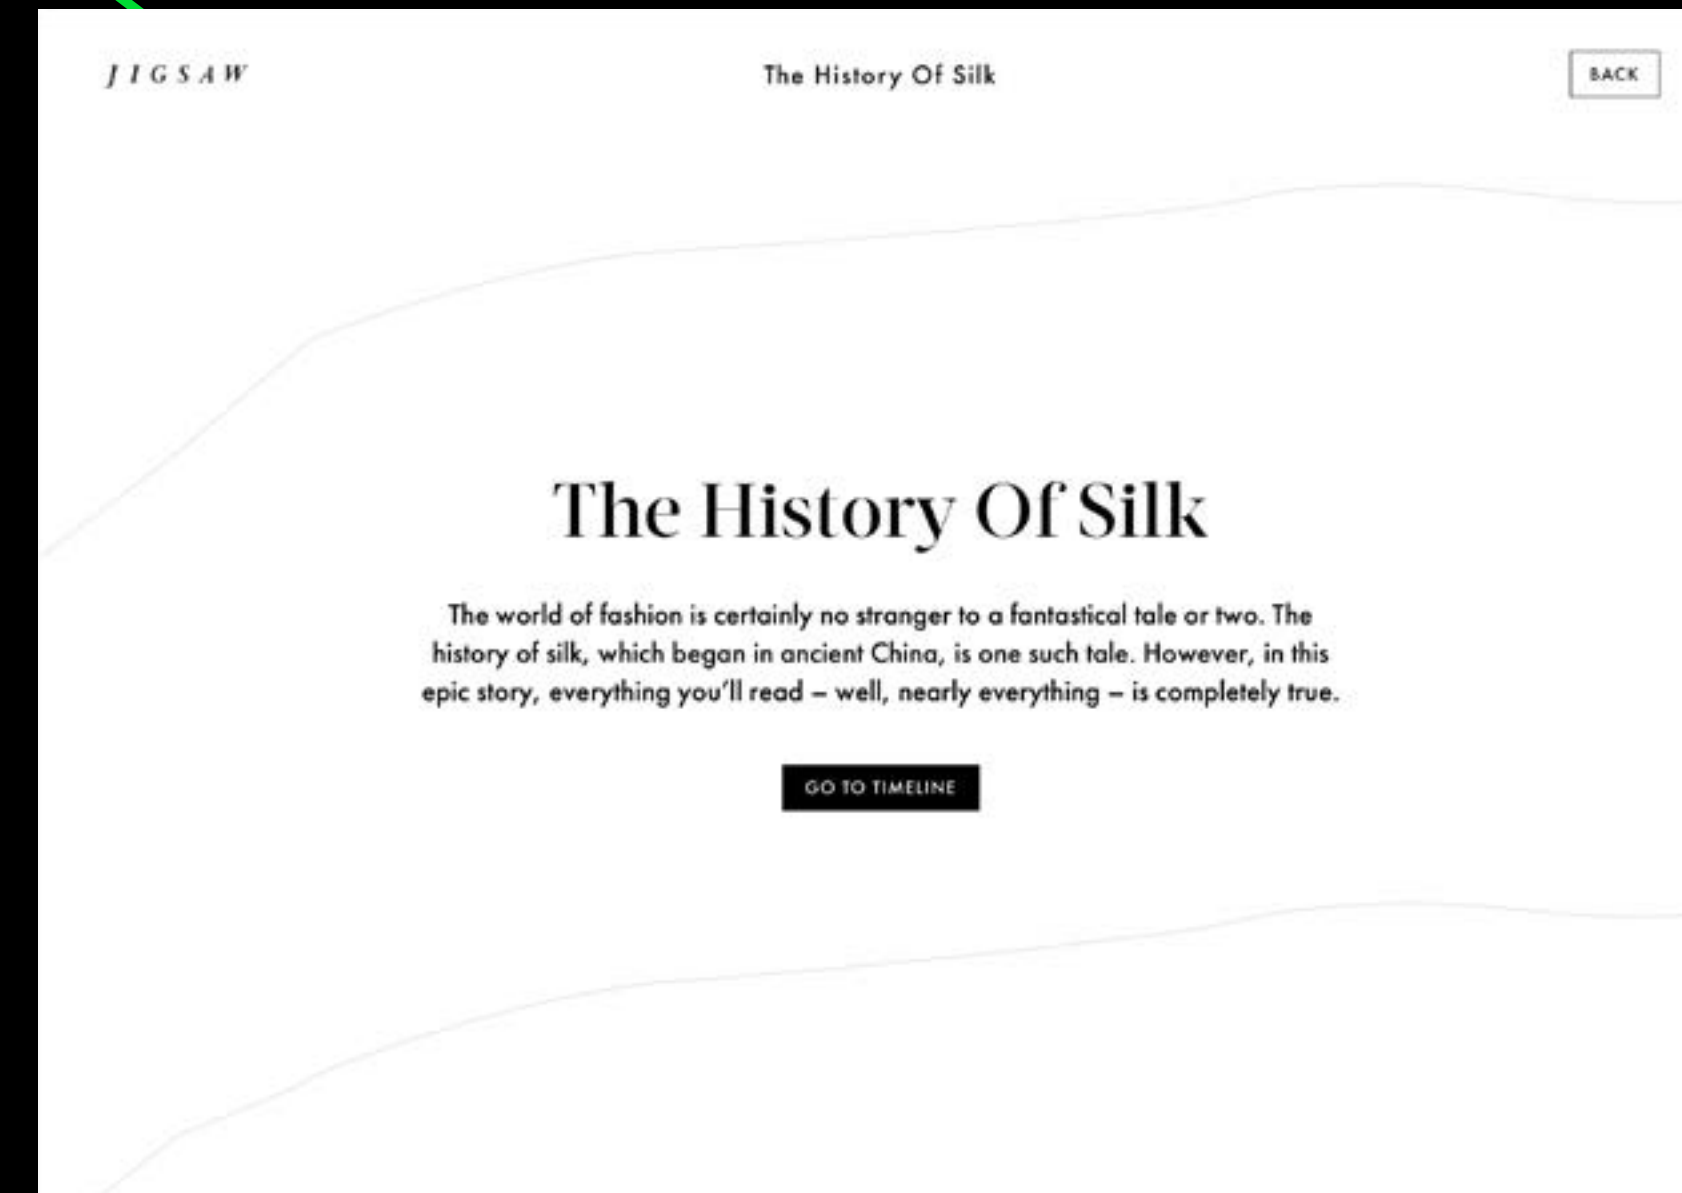 JIGSAW
The History Of Silk
BACK
The History Of Silk
The world of fashion is certainly no stranger to a fantastical tale or two. The
history of silk, which began in ancient China, is one such tale. However, in this
epic story, everything you’ll read – well, nearly everything – is completely true.
GO TO TIMELINE